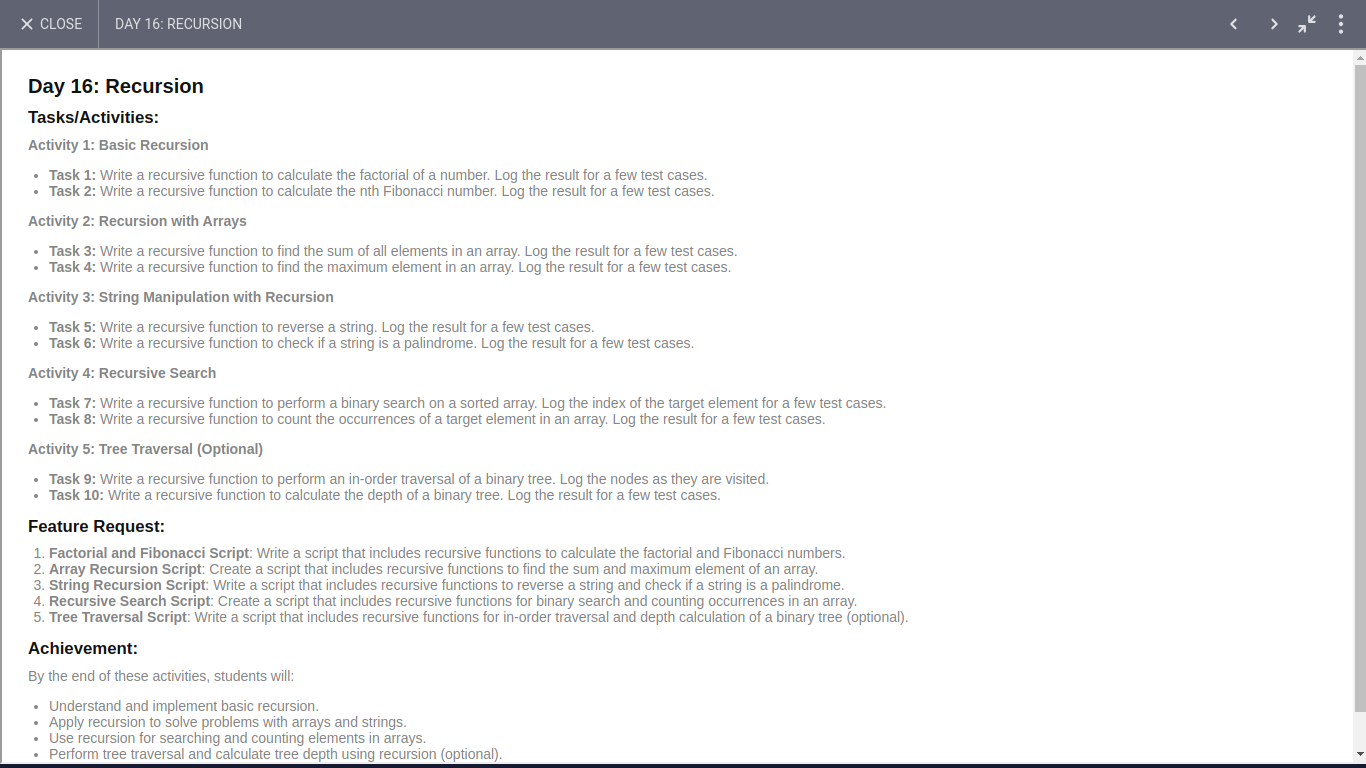 CLOSE
DAY 16: RECURSION
Day 16: Recursion
Tasks/Activities:
Activity 1: Basic Recursion
• Task 1: Write a recursive function to calculate the factorial of a number. Log the result for a few test cases.
• Task 2: Write a recursive function to calculate the nth Fibonacci number. Log the result for a few test cases.
Activity 2: Recursion with Arrays
• Task 3: Write a recursive function to find the sum of all elements in an array. Log the result for a few test cases.
• Task 4: Write a recursive function to find the maximum element in an array. Log the result for a few test cases.
Activity 3: String Manipulation with Recursion
• Task 5: Write a recursive function to reverse a string. Log the result for a few test cases.
• Task 6: Write a recursive function to check if a string is a palindrome. Log the result for a few test cases.
Activity 4: Recursive Search
• Task 7: Write a recursive function to perform a binary search on a sorted array. Log the index of the target element for a few test cases.
• Task 8: Write a recursive function to count the occurrences of a target element in an array. Log the result for a few test cases.
Activity 5: Tree Traversal (Optional)
• Task 9: Write a recursive function to perform an in-order traversal of a binary tree. Log the nodes as they are visited.
• Task 10: Write a recursive function to calculate the depth of a binary tree. Log the result for a few test cases.
Feature Request:
1. Factorial and Fibonacci Script: Write a script that includes recursive functions to calculate the factorial and Fibonacci numbers.
2. Array Recursion Script: Create a script that includes recursive functions to find the sum and maximum element of an array.
3. String Recursion Script: Write a script that includes recursive functions to reverse a string and check if a string is a palindrome.
4. Recursive Search Script: Create a script that includes recursive functions for binary search and counting occurrences in an array.
5. Tree Traversal Script: Write a script that includes recursive functions for in-order traversal and depth calculation of a binary tree (optional).
Achievement:
By the end of these activities, students will:
• Understand and implement basic recursion.
• Apply recursion to solve problems with arrays and strings.
• Use recursion for searching and counting elements in arrays.
• Perform tree traversal and calculate tree depth using recursion (optional).